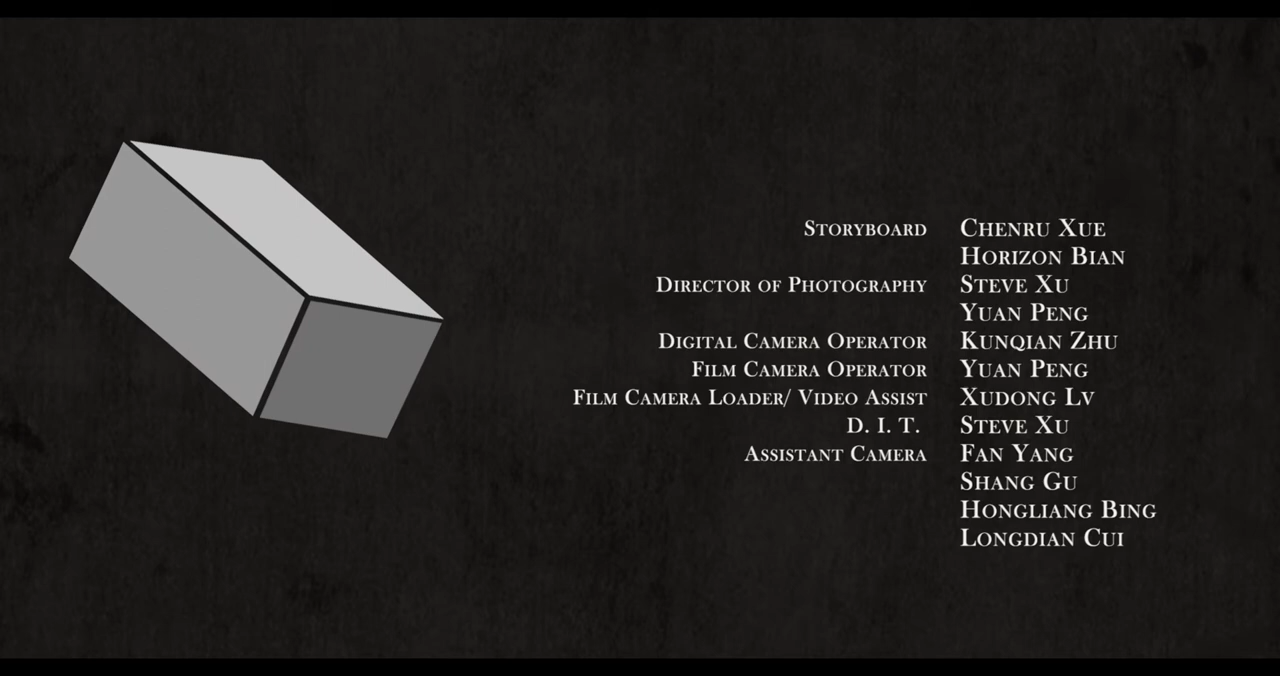 Storyboard Chenru Xue
Horizon Bian
Director of Photography Steve Xu
Yuan Peng
Digital Camera Operator Kunqian Zhu
Film Camera Operator Yuan Peng
Film Camera Loader/ Video Assist Xudong Lv
D. I. T. Steve Xu
Assistant Camera Fan Yang
Shang Gu
Hongliang Bing
Longdian Cui